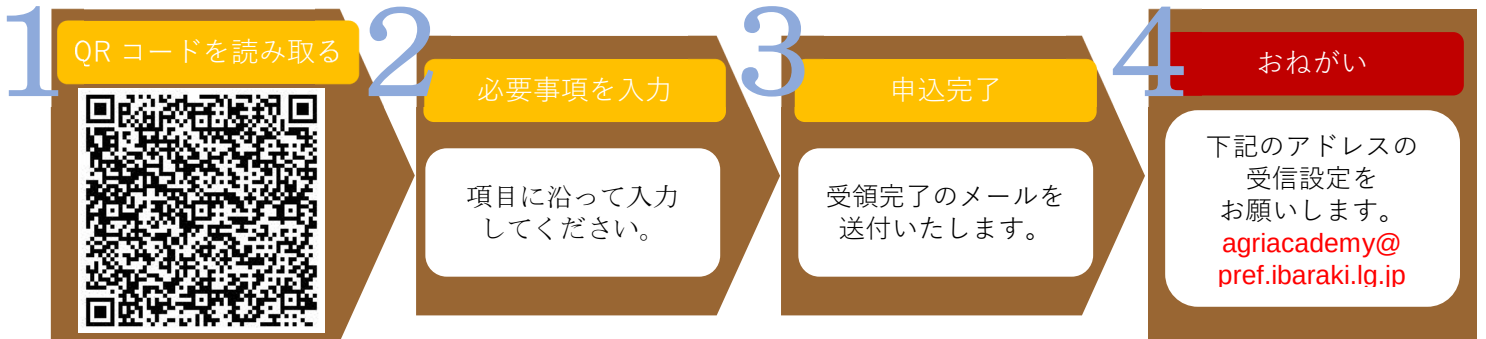 1
QR コードを読み取る
2
必要事項を入力
項目に沿って入力
してください。
3
申込完了
受領完了のメールを
送付いたします。
4
おねがい
下記のアドレスの
受信設定を
お願いします。
agriacademy@
pref.ibaraki.lg.jp